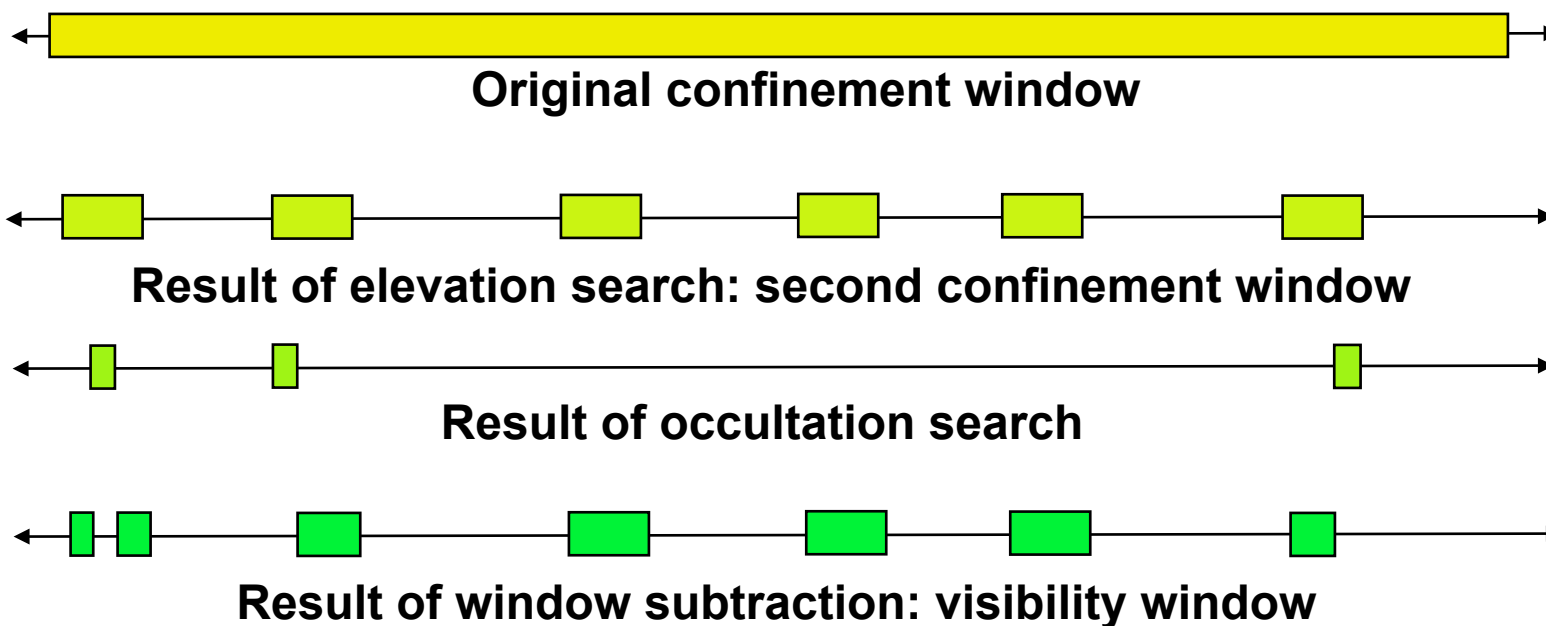 Original confinement window
Result of elevation search: second confinement window
Result of occultation search
Result of window subtraction: visibility window